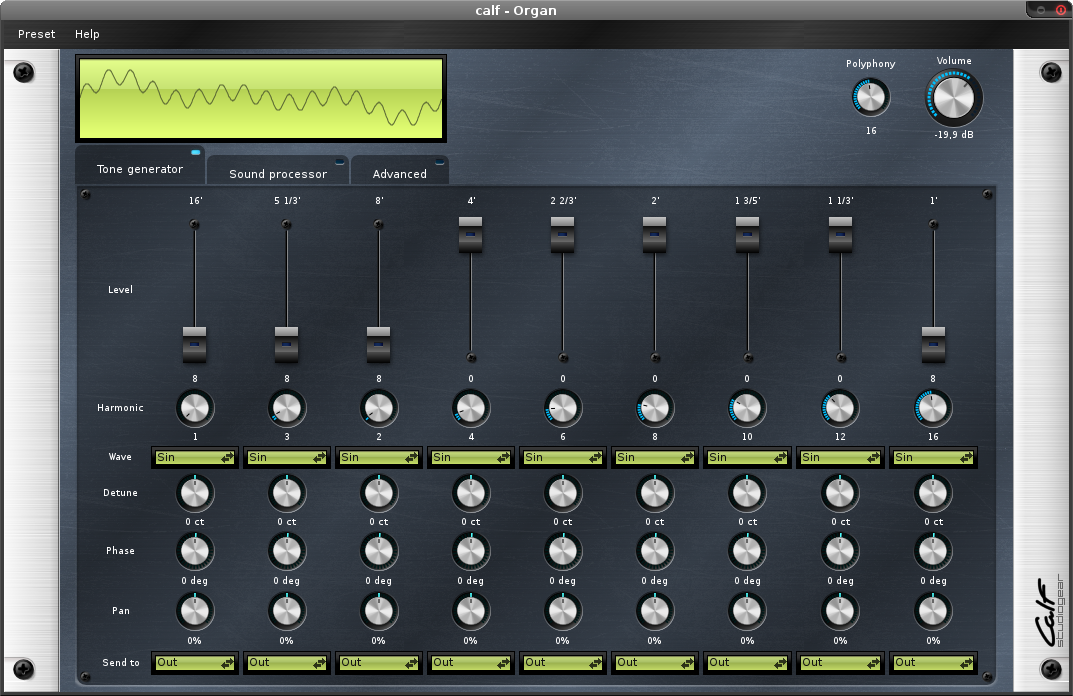 calf - Organ
Preset Help
Polyphony Volume
16 -19,9 dB
Tone generator Sound processor Advanced
16' 5 1/3' 8' 4' 2 2/3' 2' 1 3/5' 1 1/3' 1'
Level
8 8 8 0 0 0 0 0 8
Harmonic
1 3 2 4 6 8 10 12 16
Wave Sin Sin Sin Sin Sin Sin Sin Sin Sin
Detune
0 ct 0 ct 0 ct 0 ct 0 ct 0 ct 0 ct 0 ct 0 ct
Phase
0 deg 0 deg 0 deg 0 deg 0 deg 0 deg 0 deg 0 deg 0 deg
Pan
0% 0% 0% 0% 0% 0% 0% 0% 0%
Send to Out Out Out Out Out Out Out Out Out
Calf
studiogear